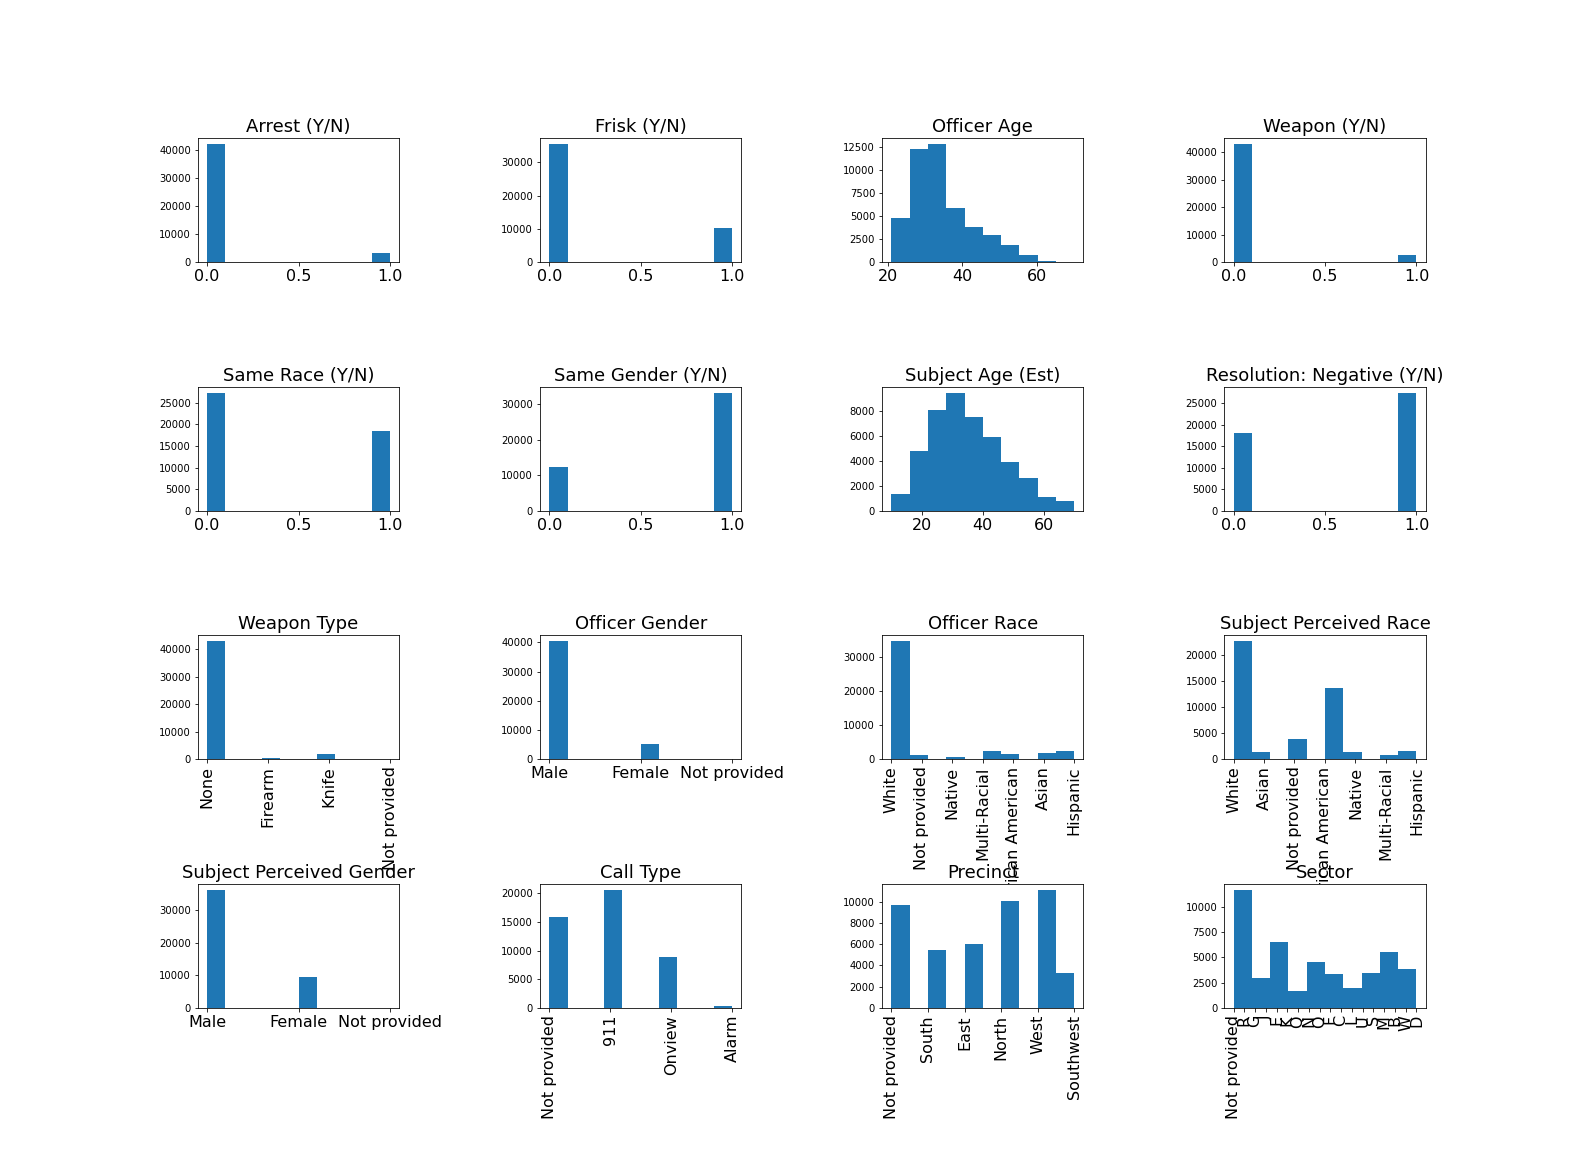 Arrest (Y/N)
40000
30000
20000
10000
0
0.0 0.5 1.0
Frisk (Y/N)
30000
20000
10000
0
0.0 0.5 1.0
Officer Age
12500
10000
7500
5000
2500
0
20 40 60
Weapon (Y/N)
40000
30000
20000
10000
0
0.0 0.5 1.0
Same Race (Y/N)
25000
20000
15000
10000
5000
0
0.0 0.5 1.0
Same Gender (Y/N)
30000
20000
10000
0
0.0 0.5 1.0
Subject Age (Est)
8000
6000
4000
2000
0
20 40 60
Resolution: Negative (Y/N)
25000
20000
15000
10000
5000
0
0.0 0.5 1.0
Weapon Type
40000
30000
20000
10000
0
None
Firearm
Knife
Not provided
Officer Gender
40000
30000
20000
10000
0
Male Female Not provided
Officer Race
30000
20000
10000
0
White
Not provided
Native
Multi-Racial
American
Asian
Hispanic
Subject Perceived Race
20000
15000
10000
5000
0
White
Asian
Not provided
American
Native
Multi-Racial
Hispanic
Subject Perceived Gender
30000
20000
10000
0
Male Female Not provided
Call Type
20000
15000
10000
5000
0
Not provided
911
Onview
Alarm
Precinct
10000
8000
6000
4000
2000
0
Not provided
South
East
North
West
Southwest
Sector
10000
7500
5000
2500
0
Not provided
R
G
J
E
K
O
N
Q
F
C
L
U
S
M
B
W
D